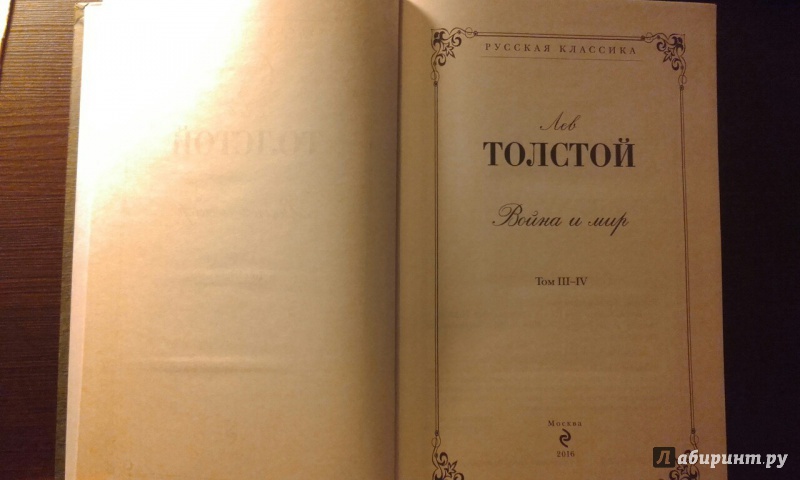 РУССКАЯ КЛАССИКА
Лев
ТОЛСТОЙ
Война и мир
Том III–IV
Москва
2016
Лабиринт.ру